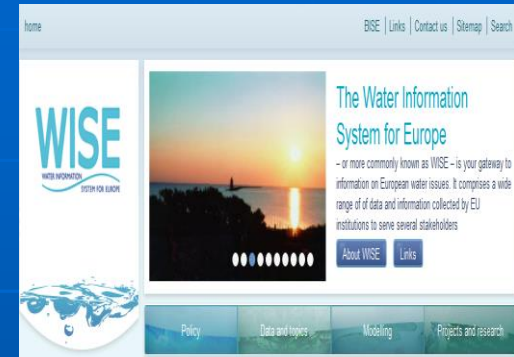 home
BISE | Links | Contact us | Sitemap | Search
WISE
WATER INFORMATION
SYSTEM FOR EUROPE
The Water Information
System for Europe
– or more commonly known as WISE – is your gateway to
information on European water issues. It comprises a wide
range of of data and information collected by EU
institutions to serve several stakeholders
About WISE
Links
Policy
Data and topics
Modelling
Projects and research